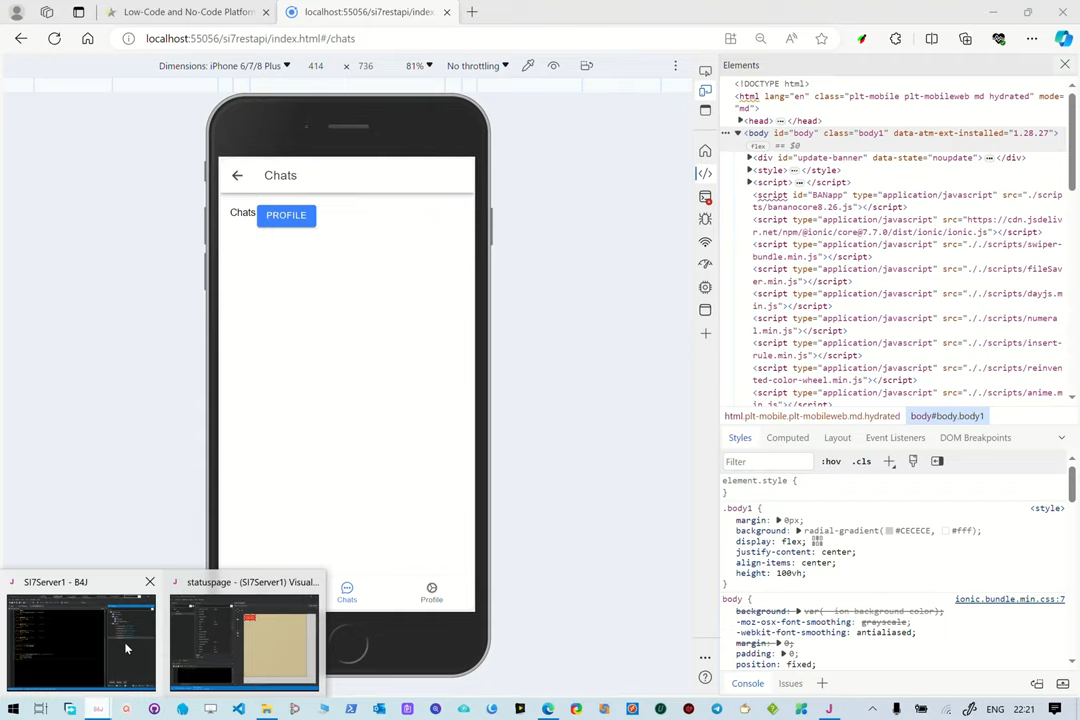 Low-Code and No-Code Platform
localhost:55056/si7restapi/index
localhost:55056/si7restapi/index.html#/chats
Dimensions: iPhone 6/7/8 Plus
414
×
736
81%
No throttling
Chats
Chats
PROFILE
Chats
Profile
SI7Server1 - B4J
statuspage - (SI7Server1) Visual...
Elements
<!DOCTYPE html>
<html lang="en" class="plt-mobile plt-mobileweb md hydrated" mode=
"md">
<head> … </head>
<body id="body" class="body1" data-atm-ext-installed="1.28.27">
flex == $0
<div id="update-banner" data-state="noupdate"> … </div>
<style> … </style>
<script> … </script>
<script id="BANapp" type="application/javascript" src="./scrip
ts/bananocore8.26.js"></script>
<script type="application/javascript" src="https://cdn.jsdeliv
r.net/npm/@ionic/core@7.7.0/dist/ionic/ionic.js"></script>
<script type="application/javascript" src="././scripts/swiper-
bundle.min.js"></script>
<script type="application/javascript" src="././scripts/fileSav
er.min.js"></script>
<script type="application/javascript" src="././scripts/dayjs.m
in.js"></script>
<script type="application/javascript" src="././scripts/numera
l.min.js"></script>
<script type="application/javascript" src="././scripts/insert-
rule.min.js"></script>
<script type="application/javascript" src="././scripts/reinven
ted-color-wheel.min.js"></script>
<script type="application/javascript" src="././scripts/anime.m
in.js"></script>
html.plt-mobile.plt-mobileweb.md.hydrated
body#body.body1
Styles
Computed
Layout
Event Listeners
DOM Breakpoints
Filter
:hov
.cls
element.style {
}
.body1 {
<style>
margin: 0px;
background: radial-gradient( #CECECE, #fff);
display: flex;
justify-content: center;
align-items: center;
height: 100vh;
}
body {
ionic.bundle.min.css:7
background: var( ion background color);
-moz-osx-font-smoothing: grayscale;
-webkit-font-smoothing: antialiased;
margin: 0;
padding: 0;
position: fixed;
Console
Issues
ENG
22:21